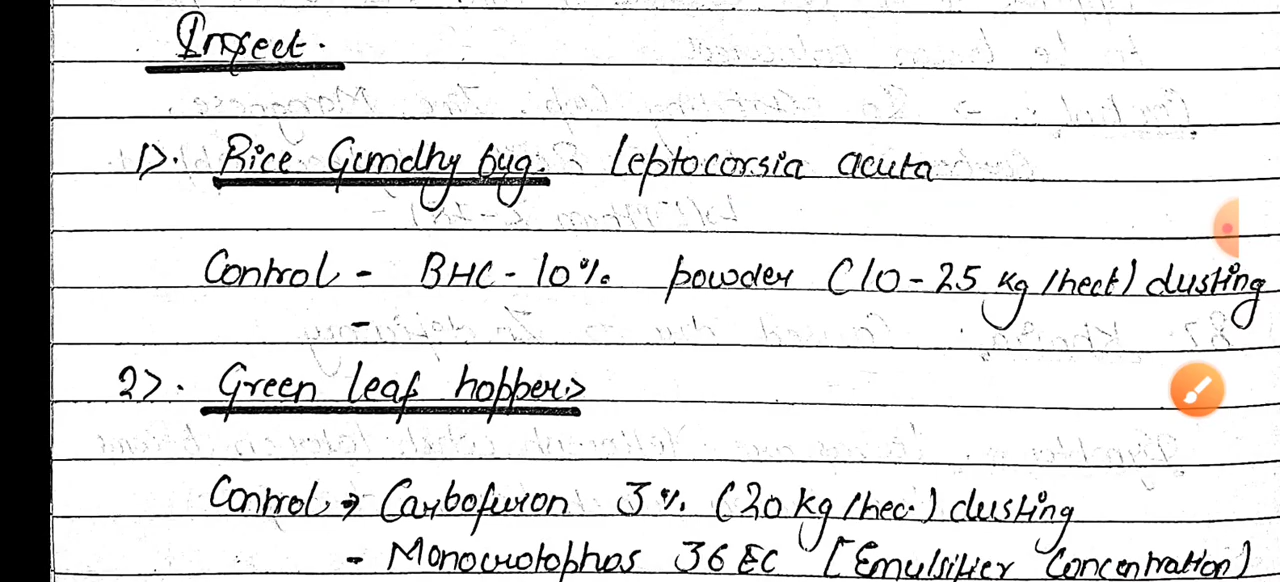 Insect.
1>. Rice Gundhy bug. Leptocorsia acuta
Control - BHC - 10% powder (10-25 kg/hect) dusting
-
2>. Green leaf hopper:>
Control → Carbofuron 3% (20 kg/hec.) dusting
- Monocrotophos 36 EC [Emulsifier Concentration)